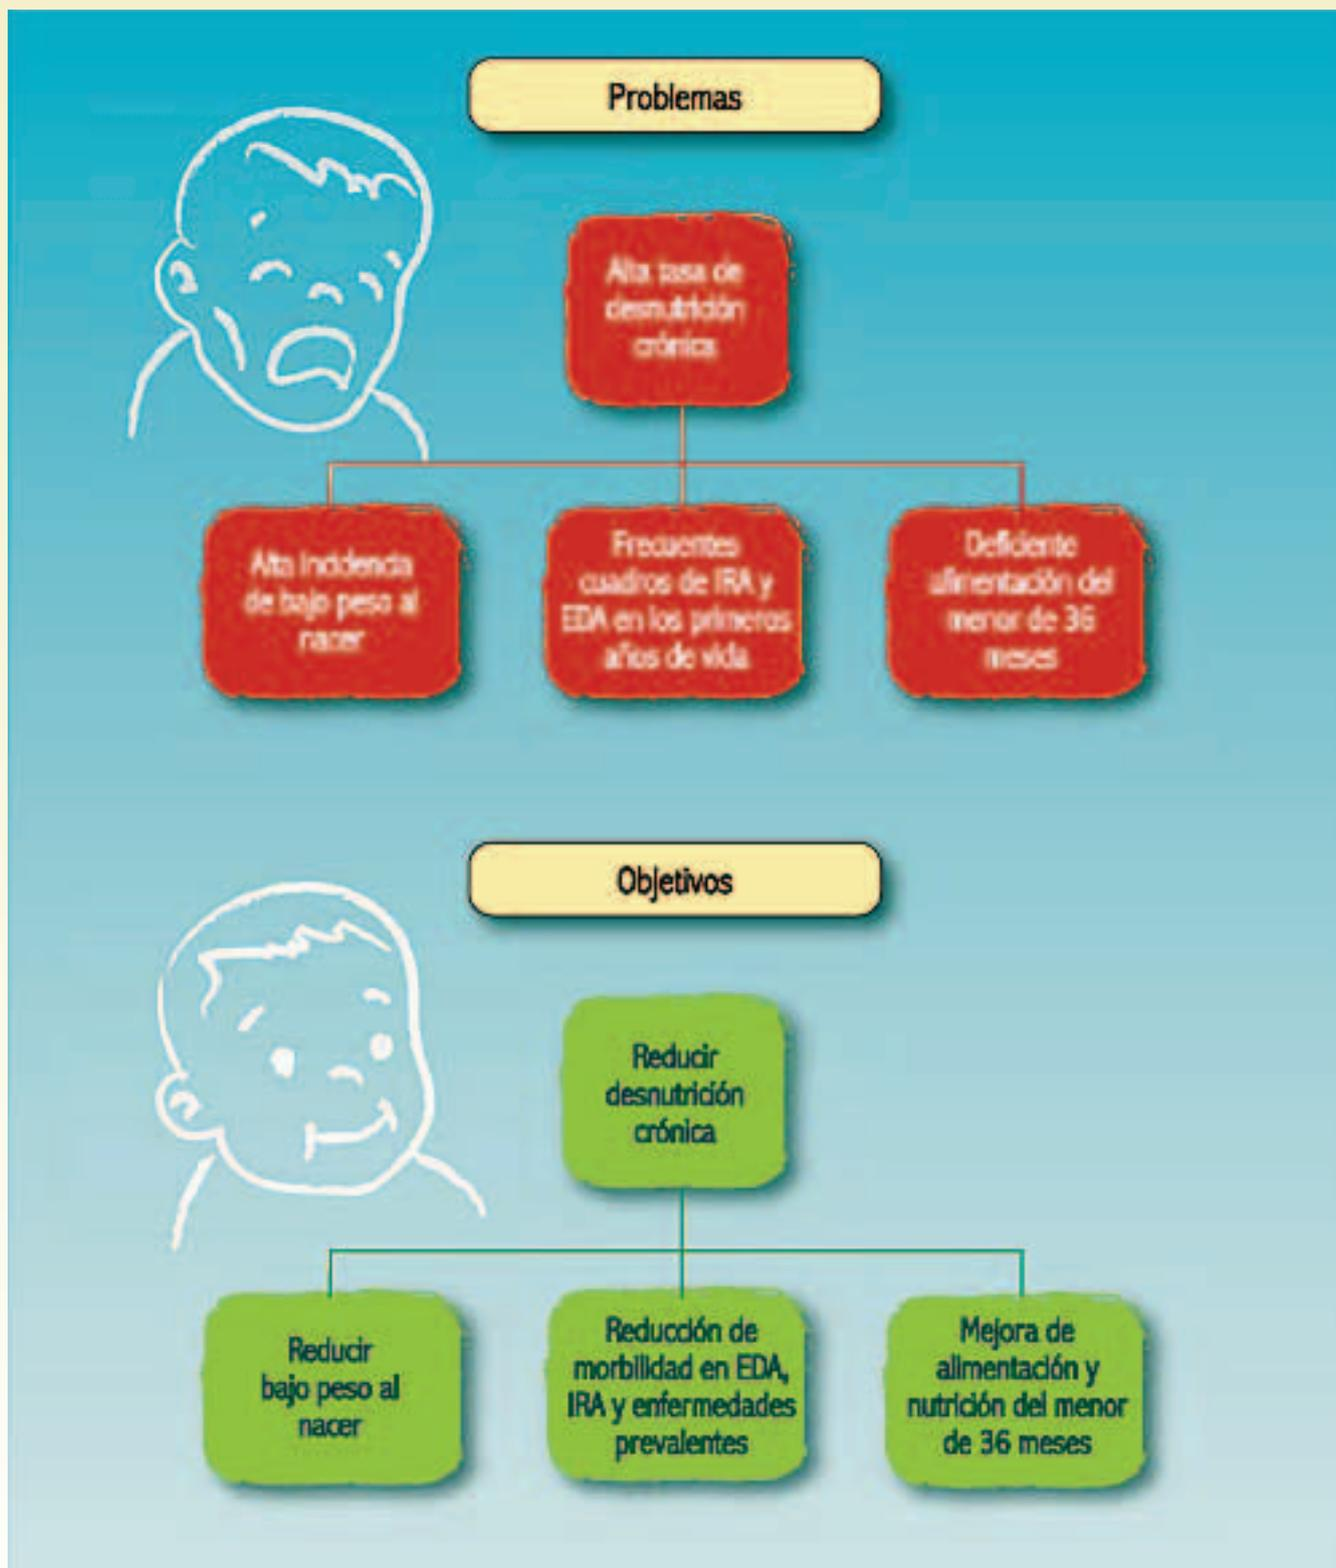 Problemas
Alta tasa de
desnutrición
crónica
Alta incidencia
de bajo peso al
nacer
Frecuentes
cuadros de IRA y
EDA en los primeros
años de vida
Deficiente
alimentación del
menor de 36
meses
Objetivos
Reducir
desnutrición
crónica
Reducir
bajo peso al
nacer
Reducción de
morbilidad en EDA,
IRA y enfermedades
prevalentes
Mejora de
alimentación y
nutrición del menor
de 36 meses